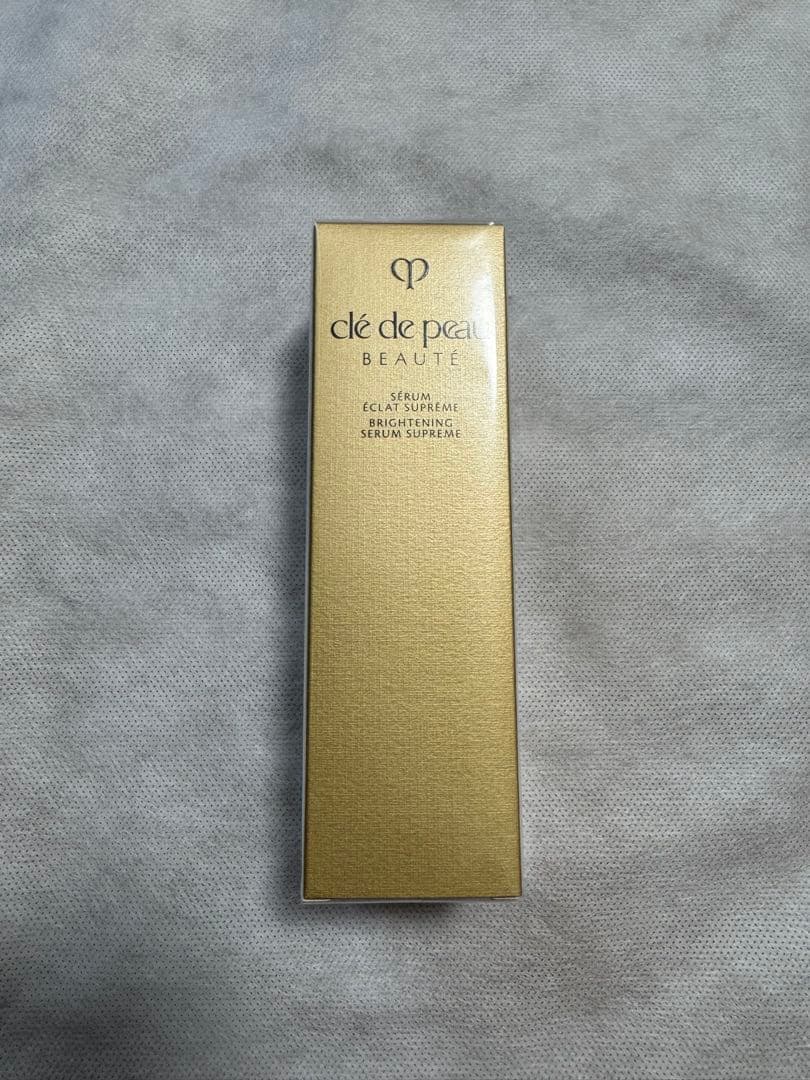 clé de peau
BEAUTÉ
SÉRUM
ÉCLAT SUPRÊME
BRIGHTENING
SERUM SUPREME